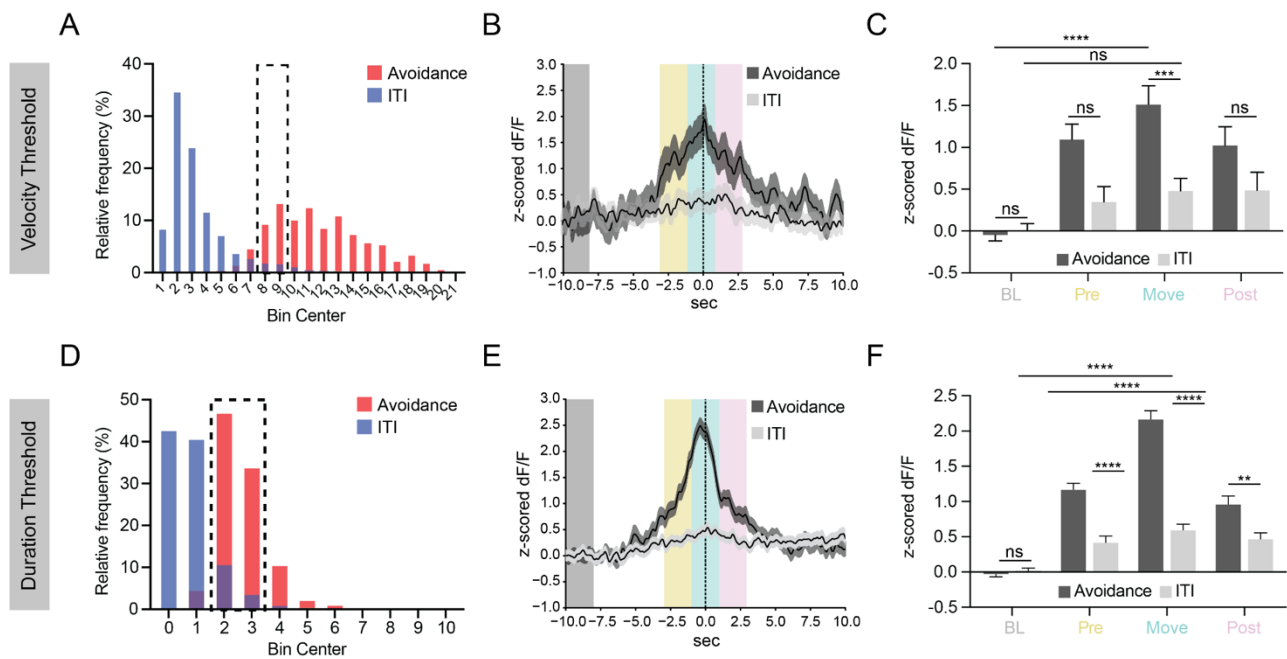 A
B
C
Velocity Threshold
Relative frequency (%)
40
30
20
10
0
1 2 3 4 5 6 7 8 9 10 11 12 13 14 15 16 17 18 19 20 21
Bin Center
Avoidance
ITI
z-scored dF/F
3.0
2.5
2.0
1.5
1.0
0.5
0.0
−0.5
−1.0
-10.0 −7.5 −5.0 −2.5 0.0 2.5 5.0 7.5 10.0
sec
Avoidance
ITI
z-scored dF/F
2.0
1.5
1.0
0.5
0.0
-0.5
****
ns
***
ns
ns
ns
Avoidance ITI
BL Pre Move Post
D
E
F
Duration Threshold
Relative frequency (%)
50
40
30
20
10
0
0 1 2 3 4 5 6 7 8 9 10
Bin Center
Avoidance
ITI
z-scored dF/F
3.0
2.5
2.0
1.5
1.0
0.5
0.0
−0.5
−1.0
-10.0 −7.5 −5.0 −2.5 0.0 2.5 5.0 7.5 10.0
sec
Avoidance
ITI
z-scored dF/F
2.5
2.0
1.5
1.0
0.5
0.0
-0.5
****
****
****
****
**
ns
Avoidance ITI
BL Pre Move Post